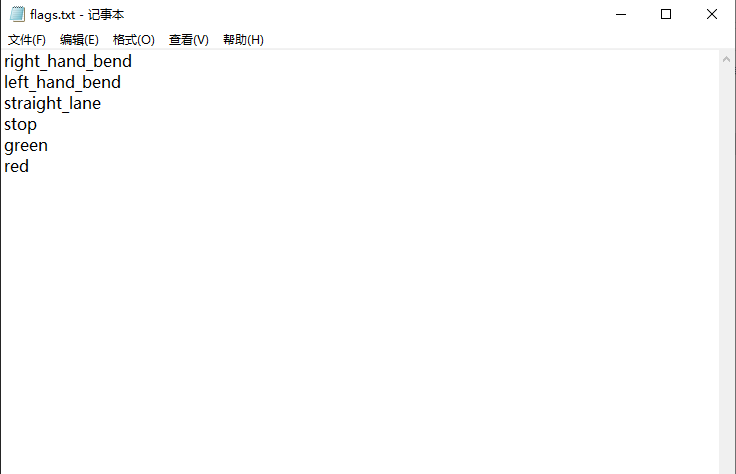 flags.txt - 记事本
文件(F) 编辑(E) 格式(O) 查看(V) 帮助(H)
right_hand_bend
left_hand_bend
straight_lane
stop
green
red